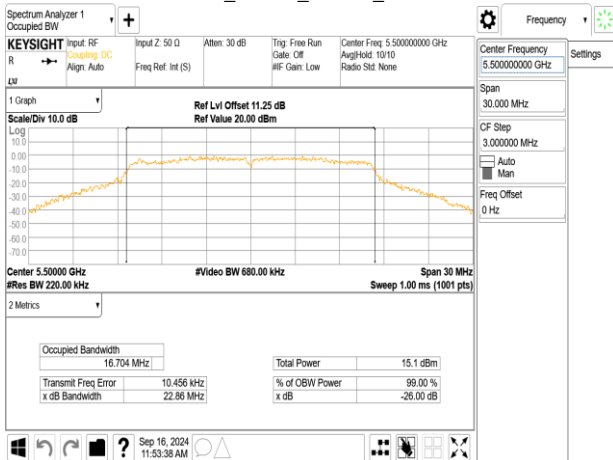 Spectrum Analyzer 1
Occupied BW
Frequency
KEYSIGHT
R
LXI
Input: RF
Coupling: DC
Align: Auto
Input Z: 50 Ω
Freq Ref: Int (S)
Atten: 30 dB
Trig: Free Run
Gate: Off
#IF Gain: Low
Center Freq: 5.500000000 GHz
Avg|Hold: 10/10
Radio Std: None
Center Frequency
5.500000000 GHz
Settings
Span
30.000 MHz
CF Step
3.000000 MHz
Auto
Man
Freq Offset
0 Hz
1 Graph
Scale/Div 10.0 dB
Ref Lvl Offset 11.25 dB
Ref Value 20.00 dBm
Log
10.0
0.00
-10.0
-20.0
-30.0
-40.0
-50.0
-60.0
-70.0
Center 5.50000 GHz
#Res BW 220.00 kHz
#Video BW 680.00 kHz
Span 30 MHz
Sweep 1.00 ms (1001 pts)
2 Metrics
Occupied Bandwidth
16.704 MHz
Total Power 15.1 dBm
Transmit Freq Error 10.456 kHz
% of OBW Power 99.00 %
x dB Bandwidth 22.86 MHz
x dB -26.00 dB
?
Sep 16, 2024
11:53:38 AM